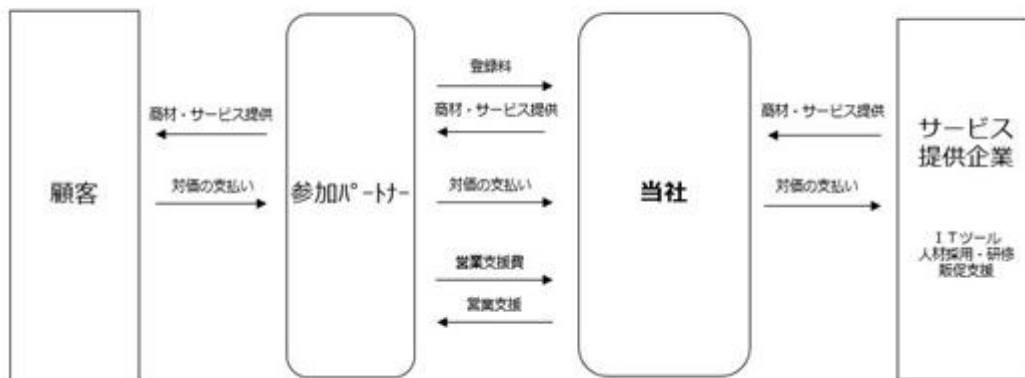 顧客
商材・サービス提供
対価の支払い
参加ﾊﾟｰﾄﾅｰ
登録料
商材・サービス提供
対価の支払い
営業支援費
営業支援
当社
商材・サービス提供
対価の支払い
サービス
提供企業
ＩＴツール
人材採用・研修
販促支援